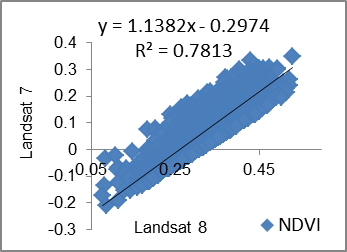 y = 1.1382x - 0.2974
R² = 0.7813
0.4
0.3
0.2
0.1
0
-0.1
-0.2
-0.3
0.05 0.25 0.45
Landsat 7
Landsat 8
NDVI